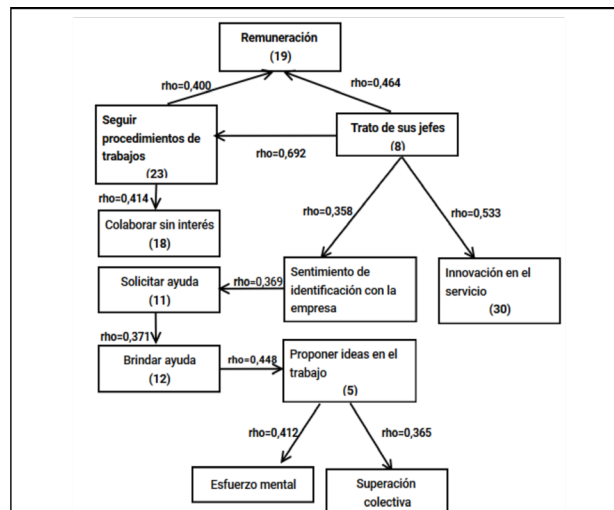 Remuneración
(19)
rho=0,400
rho=0,464
Seguir
procedimientos de
trabajos
(23)
Trato de sus jefes
(8)
rho=0,692
rho=0,414
rho=0,358
rho=0,533
Colaborar sin interés
(18)
Sentimiento de
identificación con la
empresa
Innovación en el
servicio
(30)
Solicitar ayuda
(11)
rho=0,369
rho=0,371
Brindar ayuda
(12)
rho=0,448
Proponer ideas en el
trabajo
(5)
rho=0,412
rho=0,365
Esfuerzo mental
Superación
colectiva